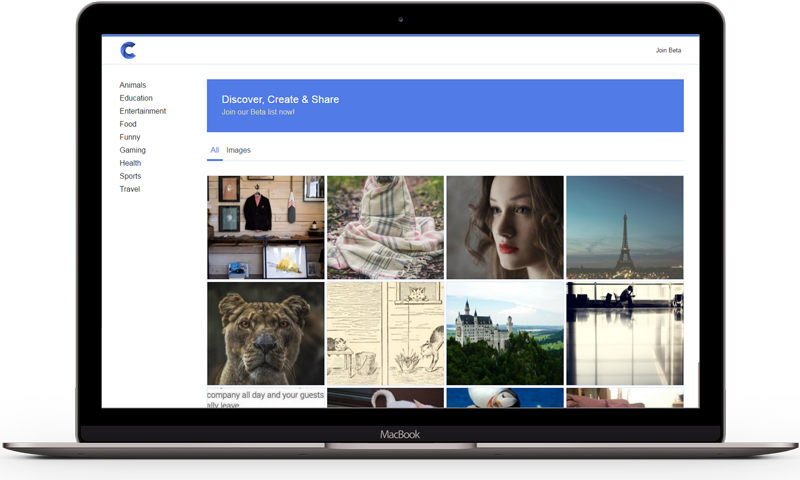 C
Join Beta
Animals
Education
Entertainment
Food
Funny
Gaming
Health
Sports
Travel
Discover, Create & Share
Join our Beta list now!
All
Images
company all day and your guests
ally leave
MacBook